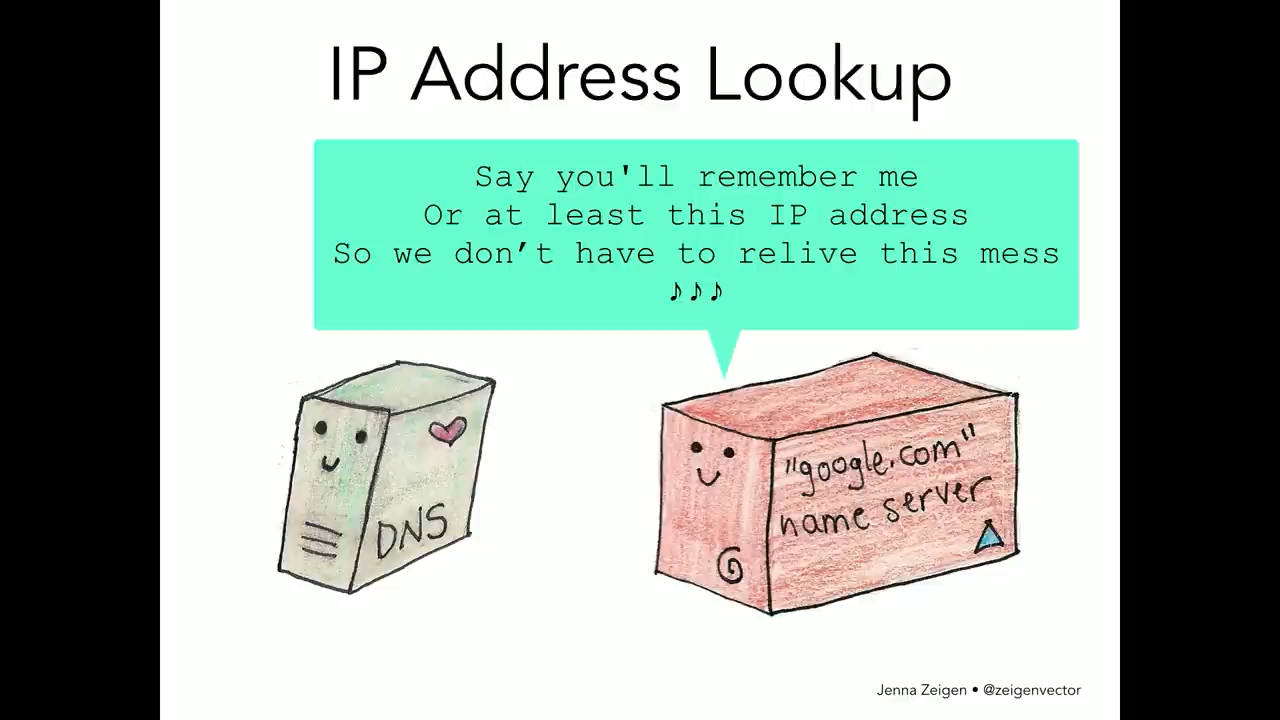 IP Address Lookup
Say you'll remember me
Or at least this IP address
So we don’t have to relive this mess
♪♪♪
DNS
"google.com"
name server
Jenna Zeigen • @zeigenvector